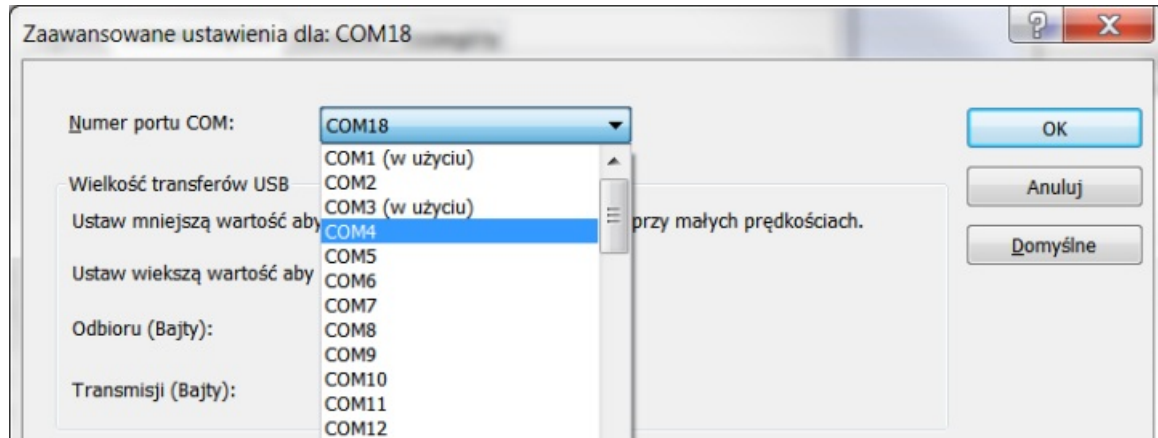 Zaawansowane ustawienia dla: COM18
Numer portu COM:
COM18
OK
COM1 (w użyciu)
Wielkość transferów USB
COM2
Anuluj
COM3 (w użyciu)
Ustaw mniejszą wartość aby
przy małych prędkościach.
COM4
Domyślne
COM5
Ustaw wiekszą wartość aby
COM6
COM7
Odbioru (Bajty):
COM8
COM9
COM10
Transmisji (Bajty):
COM11
COM12